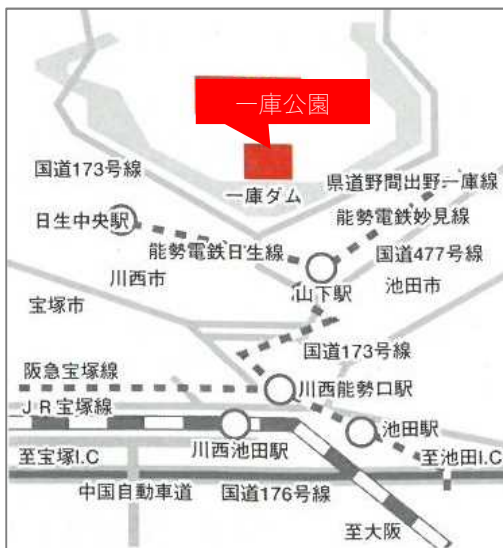 一庫公園
国道173号線
一庫ダム
県道野間出野一庫線
日生中央駅
能勢電鉄妙見線
能勢電鉄日生線
国道477号線
川西市
山下駅
池田市
宝塚市
国道173号線
阪急宝塚線
川西能勢口駅
ＪＲ宝塚線
川西池田駅
池田駅
至宝塚I.C
至池田I.C
中国自動車道
国道176号線
至大阪